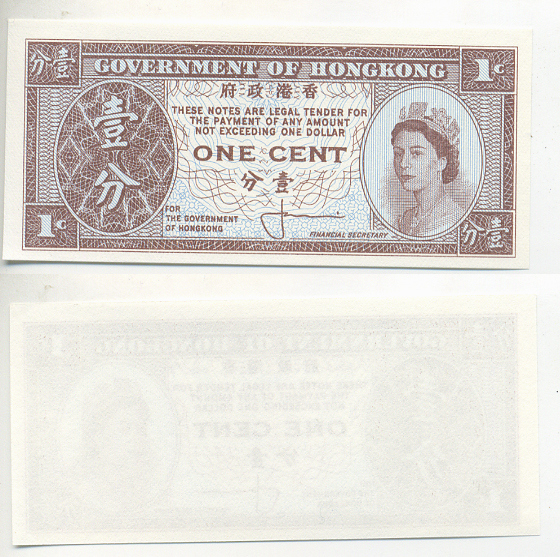 分壹 GOVERNMENT OF HONGKONG 1¢
府政港香
THESE NOTES ARE LEGAL TENDER FOR
THE PAYMENT OF ANY AMOUNT
NOT EXCEEDING ONE DOLLAR
壹分
ONE CENT
分壹
FOR
THE GOVERNMENT
OF HONGKONG
FINANCIAL SECRETARY
1¢
分壹